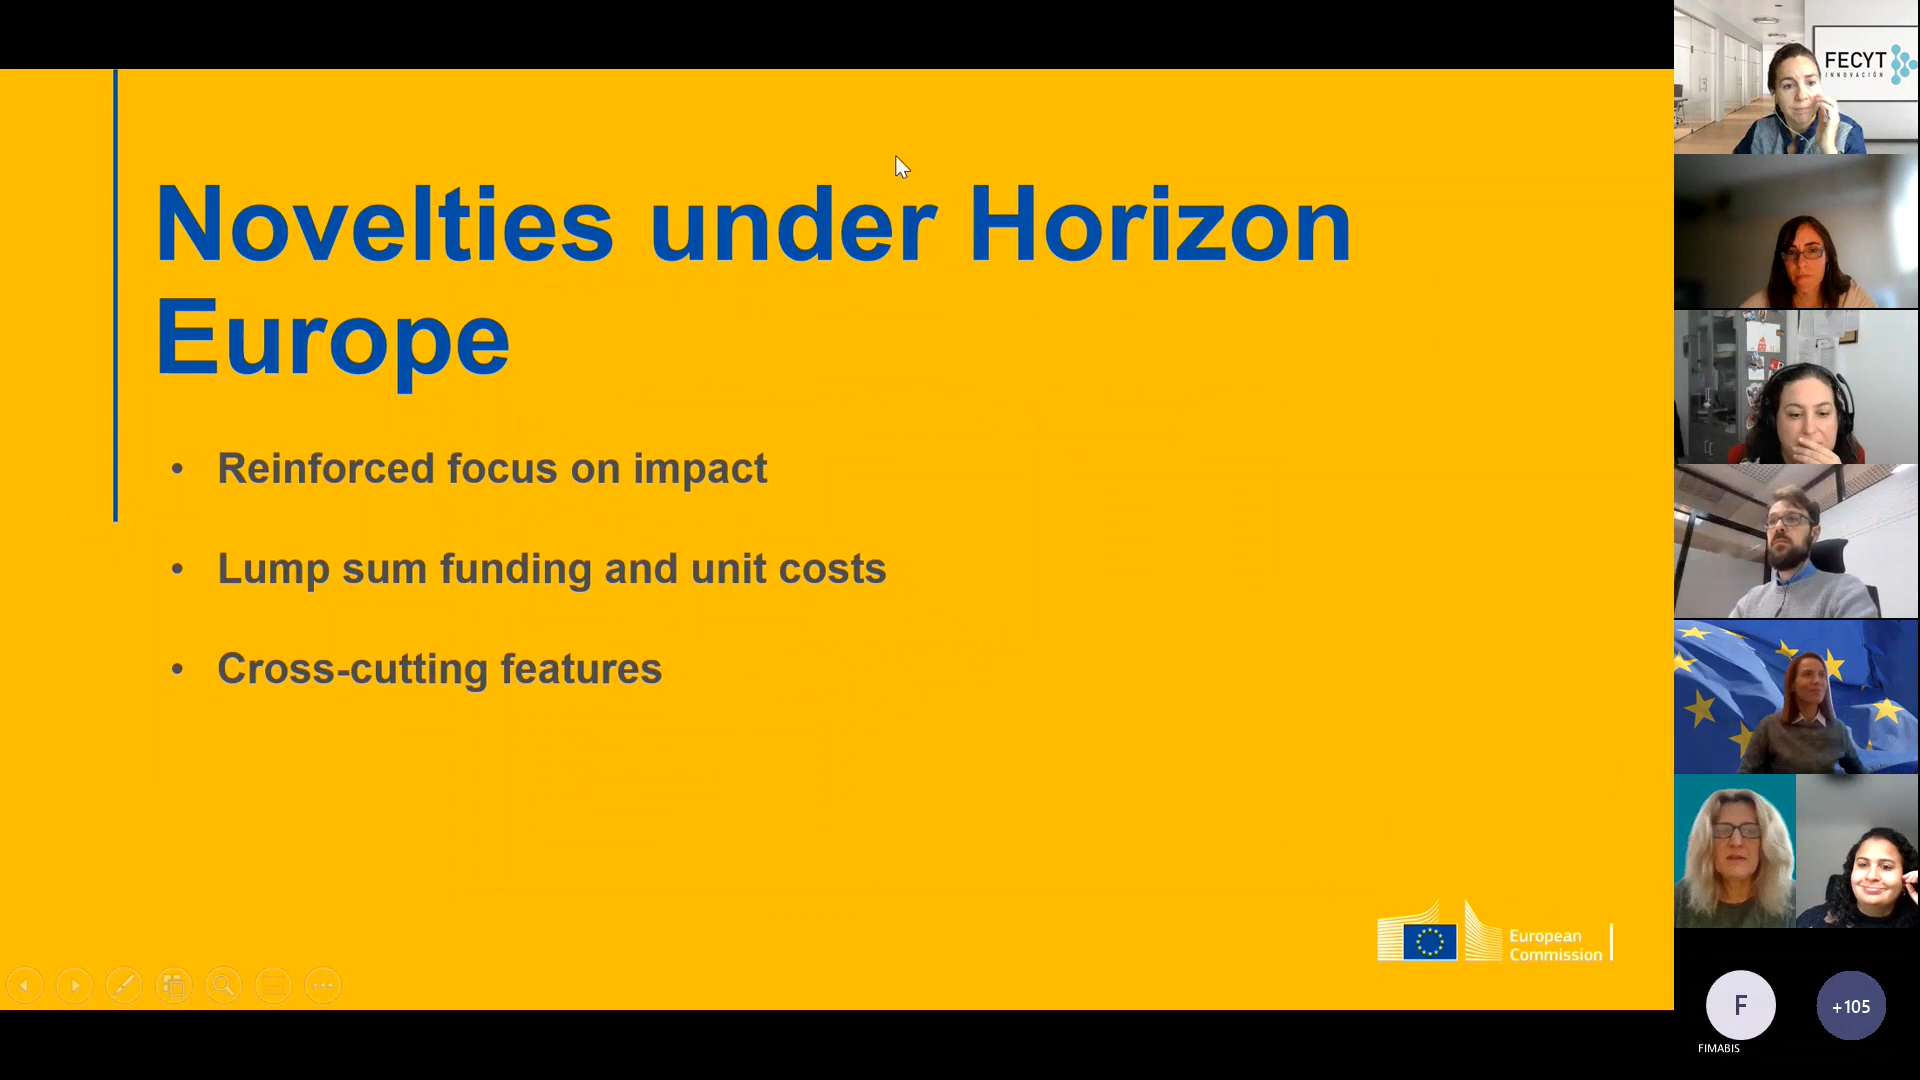 Novelties under Horizon
Europe
• Reinforced focus on impact
• Lump sum funding and unit costs
• Cross-cutting features
European
Commission
FECYT
INNOVACIÓN
F
+105
FIMABIS